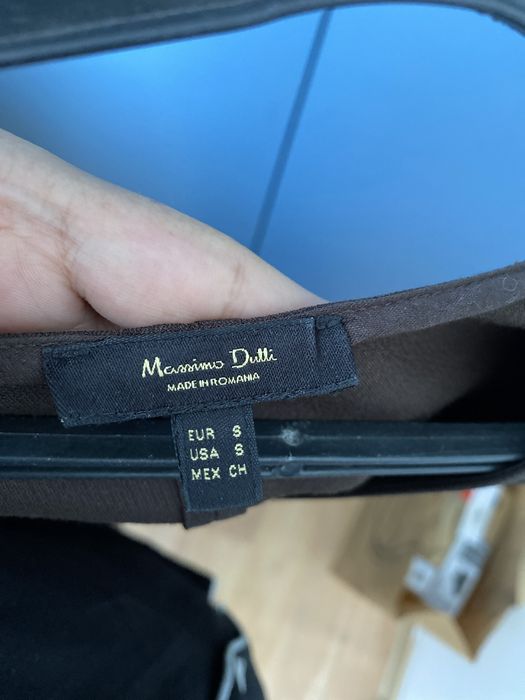 Massimo Dutti
MADE IN ROMANIA
EUR S
USA S
MEX CH